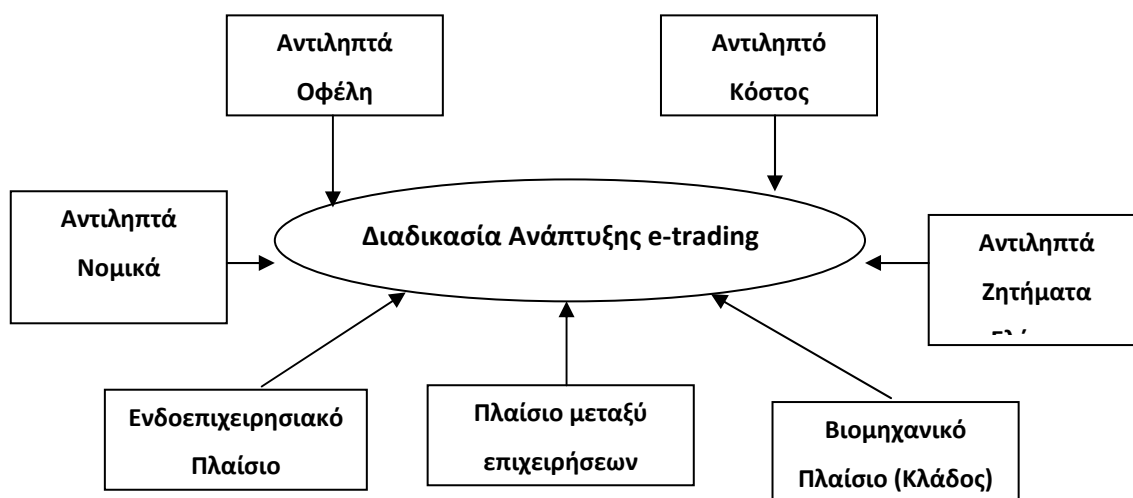 Αντιληπτά
Οφέλη
Αντιληπτό
Κόστος
Αντιληπτά
Νομικά
Διαδικασία Ανάπτυξης e-trading
Αντιληπτά
Ζητήματα
Ενδοεπιχειρησιακό
Πλαίσιο
Πλαίσιο μεταξύ
επιχειρήσεων
Βιομηχανικό
Πλαίσιο (Κλάδος)